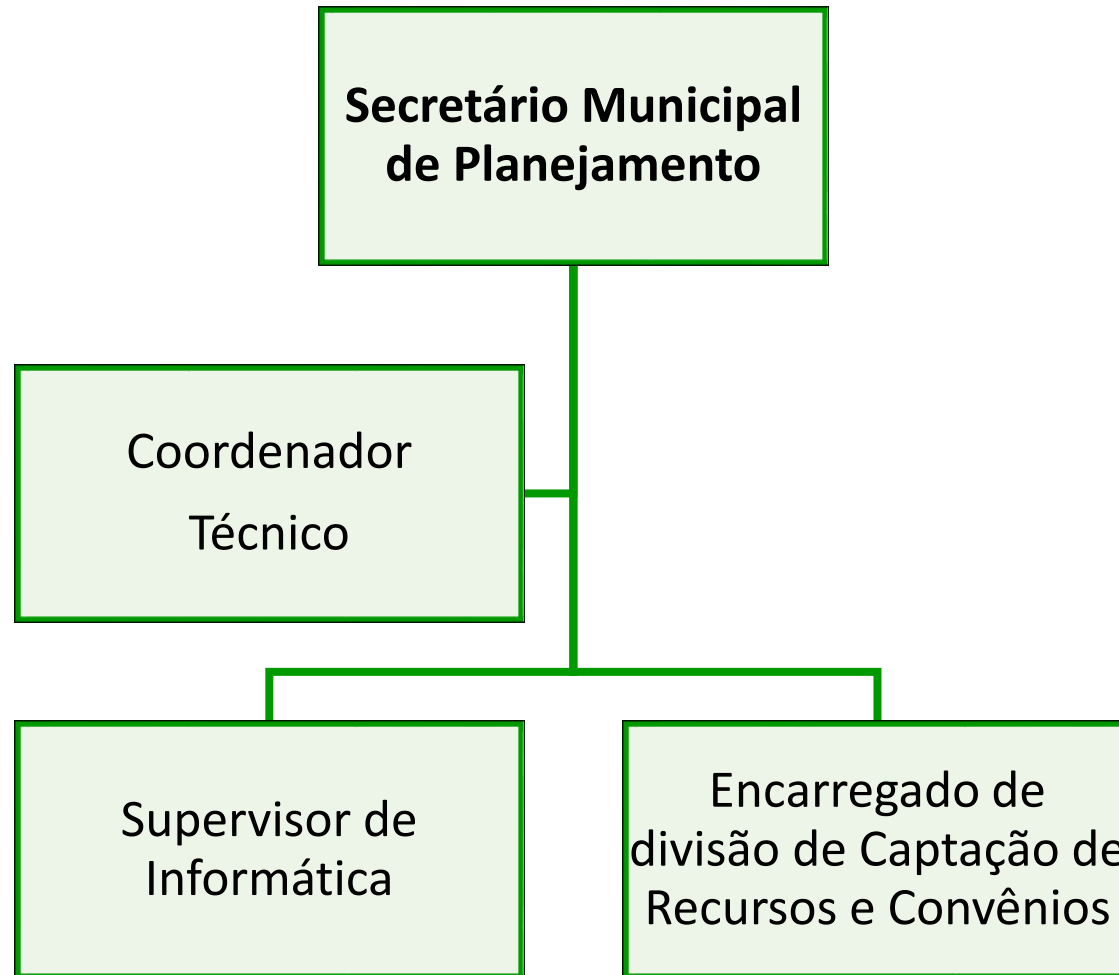 Secretário Municipal
de Planejamento
Coordenador
Técnico
Supervisor de
Informática
Encarregado de
divisão de Captação de
Recursos e Convênios